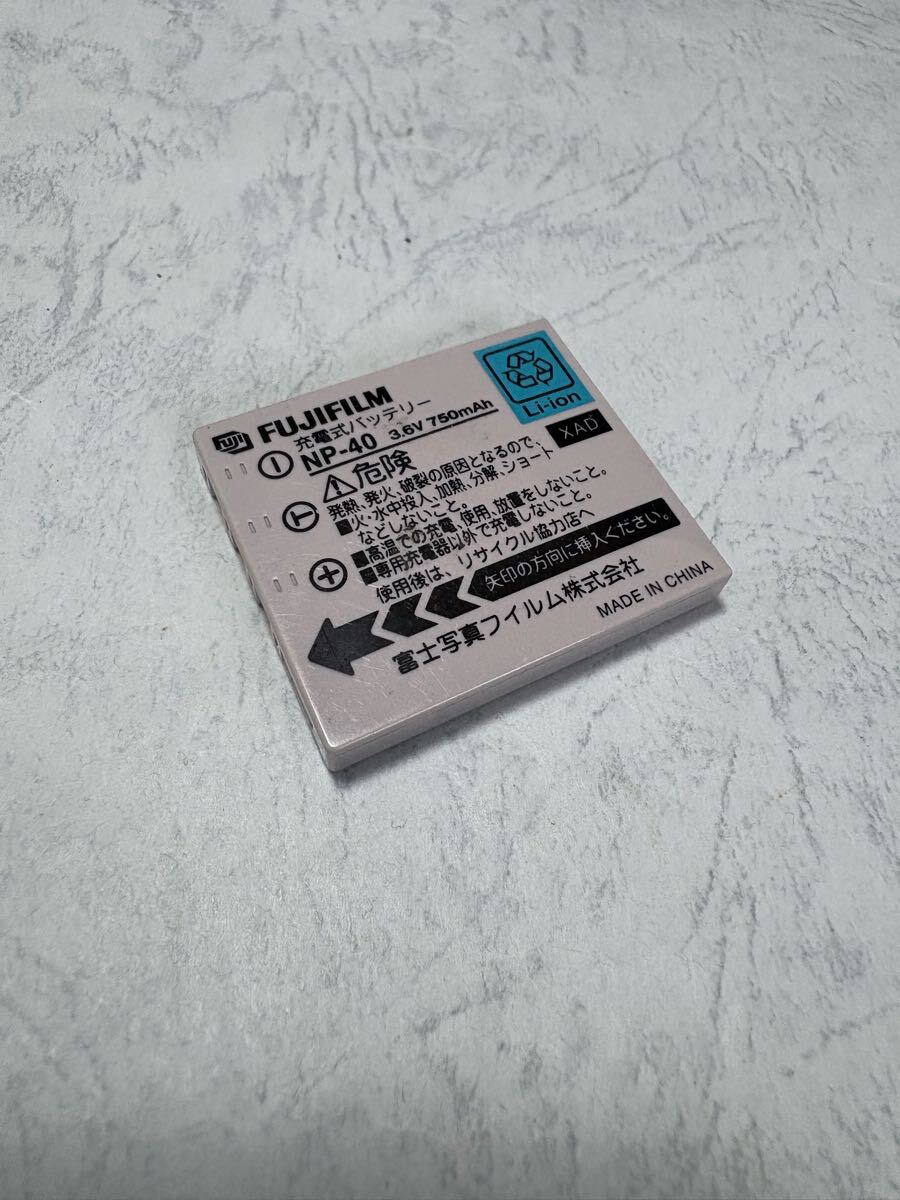 FUJI FUJIFILM
充電式バッテリー
NP-40 3.6V 750mAh
Li-ion
XAD
危険
発熱、発火、破裂の原因となるので、
■火・水中投入、加熱、分解、ショート
などしないこと。
■高温での充電、使用、放置をしないこと。
■専用充電器以外で充電しないこと。
使用後は、リサイクル協力店へ
矢印の方向に挿入ください。
富士写真フイルム株式会社
MADE IN CHINA
− T +